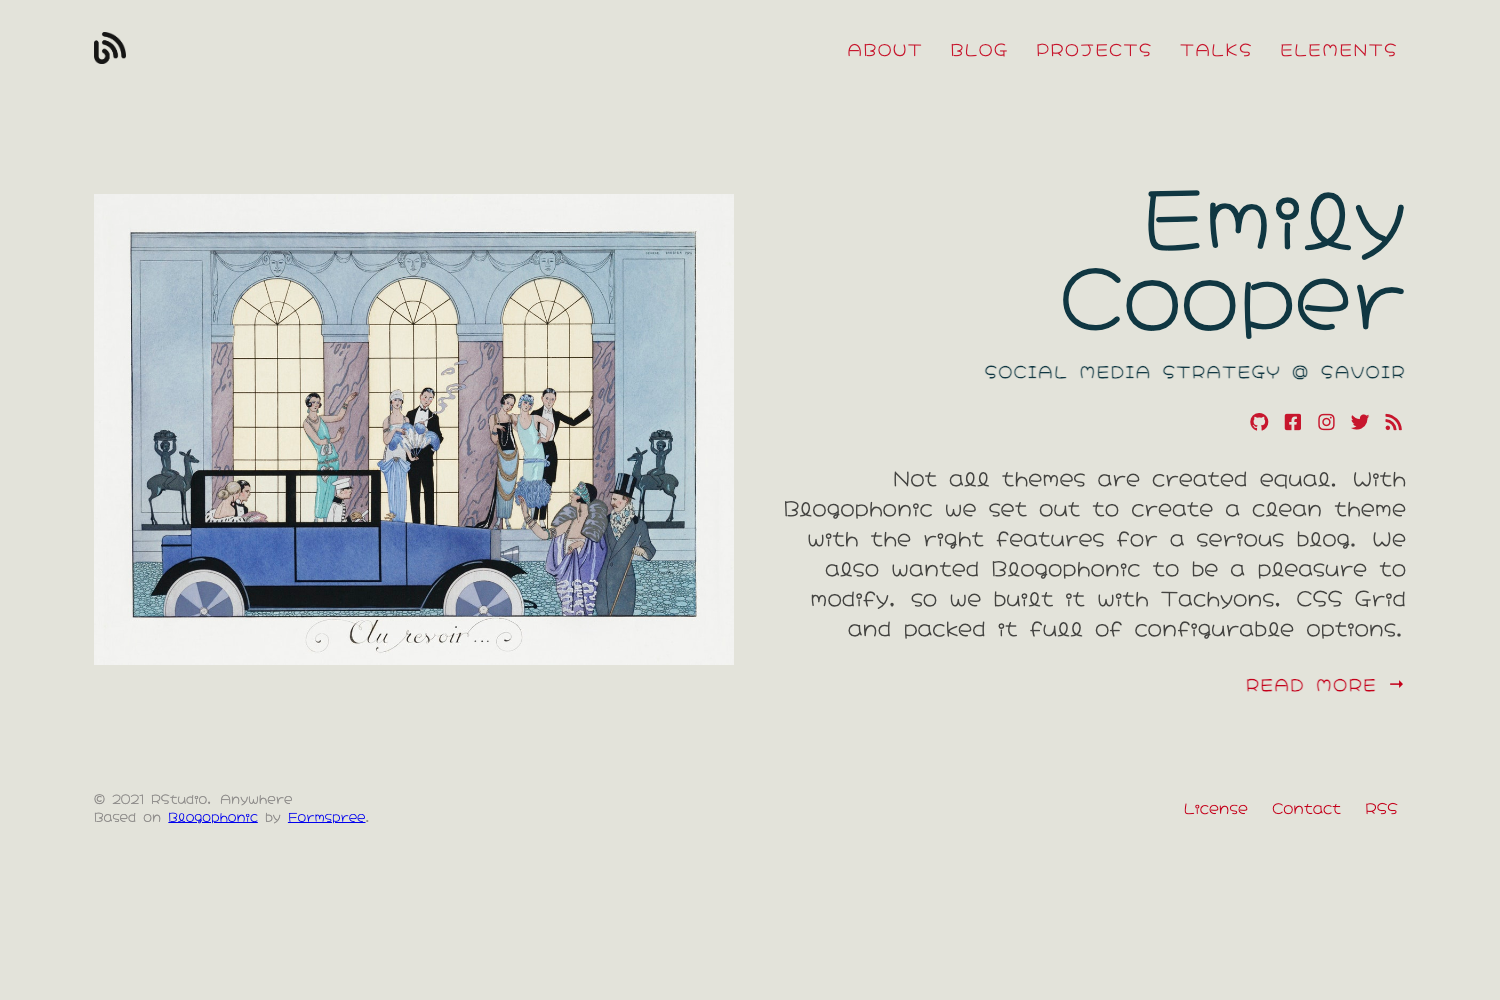 ABOUT BLOG PROJECTS TALKS ELEMENTS
Au revoir...
Emily
Cooper
SOCIAL MEDIA STRATEGY @ SAVOIR
Not all themes are created equal. With
Blogophonic we set out to create a clean theme
with the right features for a serious blog. We
also wanted Blogophonic to be a pleasure to
modify, so we built it with Tachyons, CSS Grid
and packed it full of configurable options.
READ MORE →
© 2021 RStudio, Anywhere
Based on Blogophonic by Formspree.
License Contact RSS